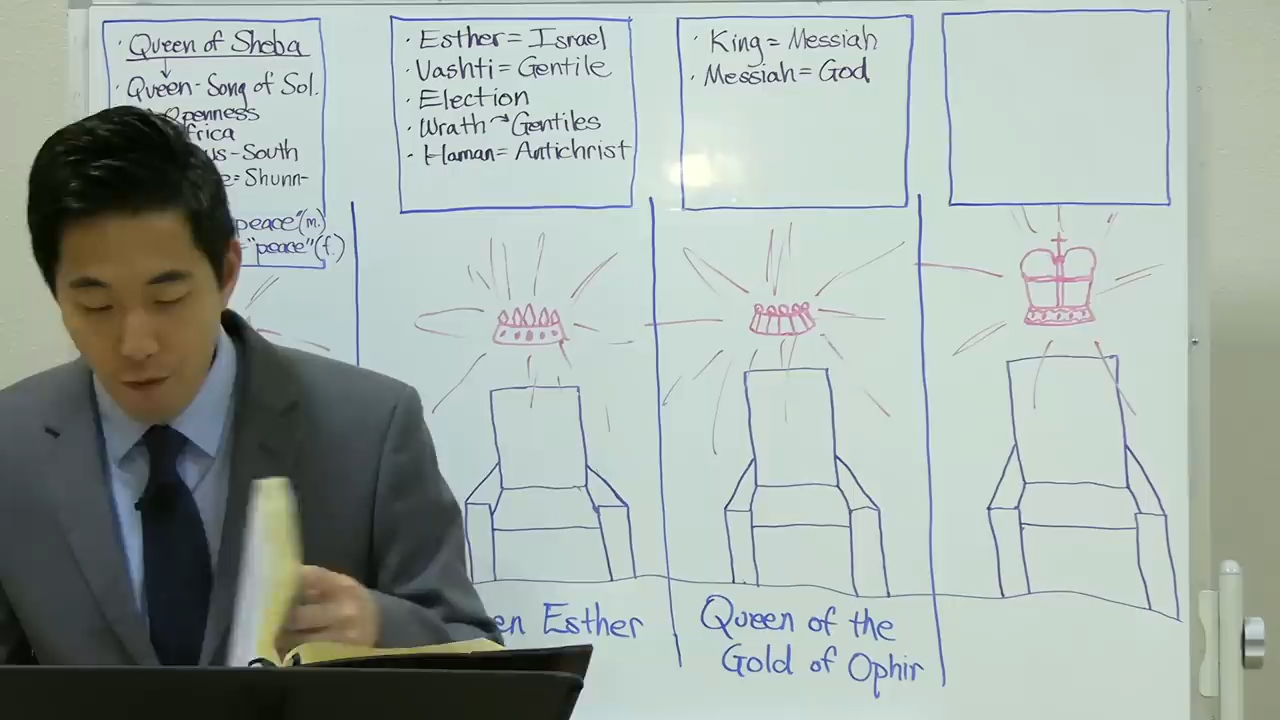 · Queen of Sheba
· Queen-Song of Sol.
Openness
us-South
= Shunn-
"peace"(m.)
="peace"(f.)
· Esther = Israel
· Vashti = Gentile
· Election
· Wrath → Gentiles
· Haman = Antichrist
· King = Messiah
· Messiah = God
en Esther
Queen of the
Gold of Ophir